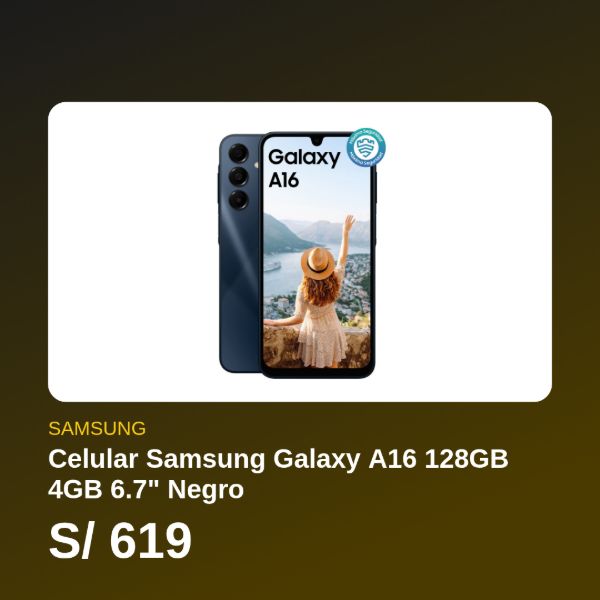 Galaxy
A16
SAMSUNG
Celular Samsung Galaxy A16 128GB
4GB 6.7" Negro
S/ 619